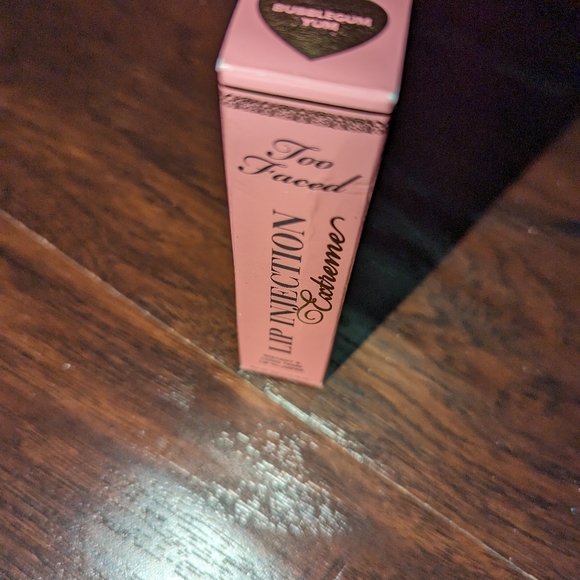 BUBBLEGUM
YUM
Too
Faced
LIP INJECTION
Extreme